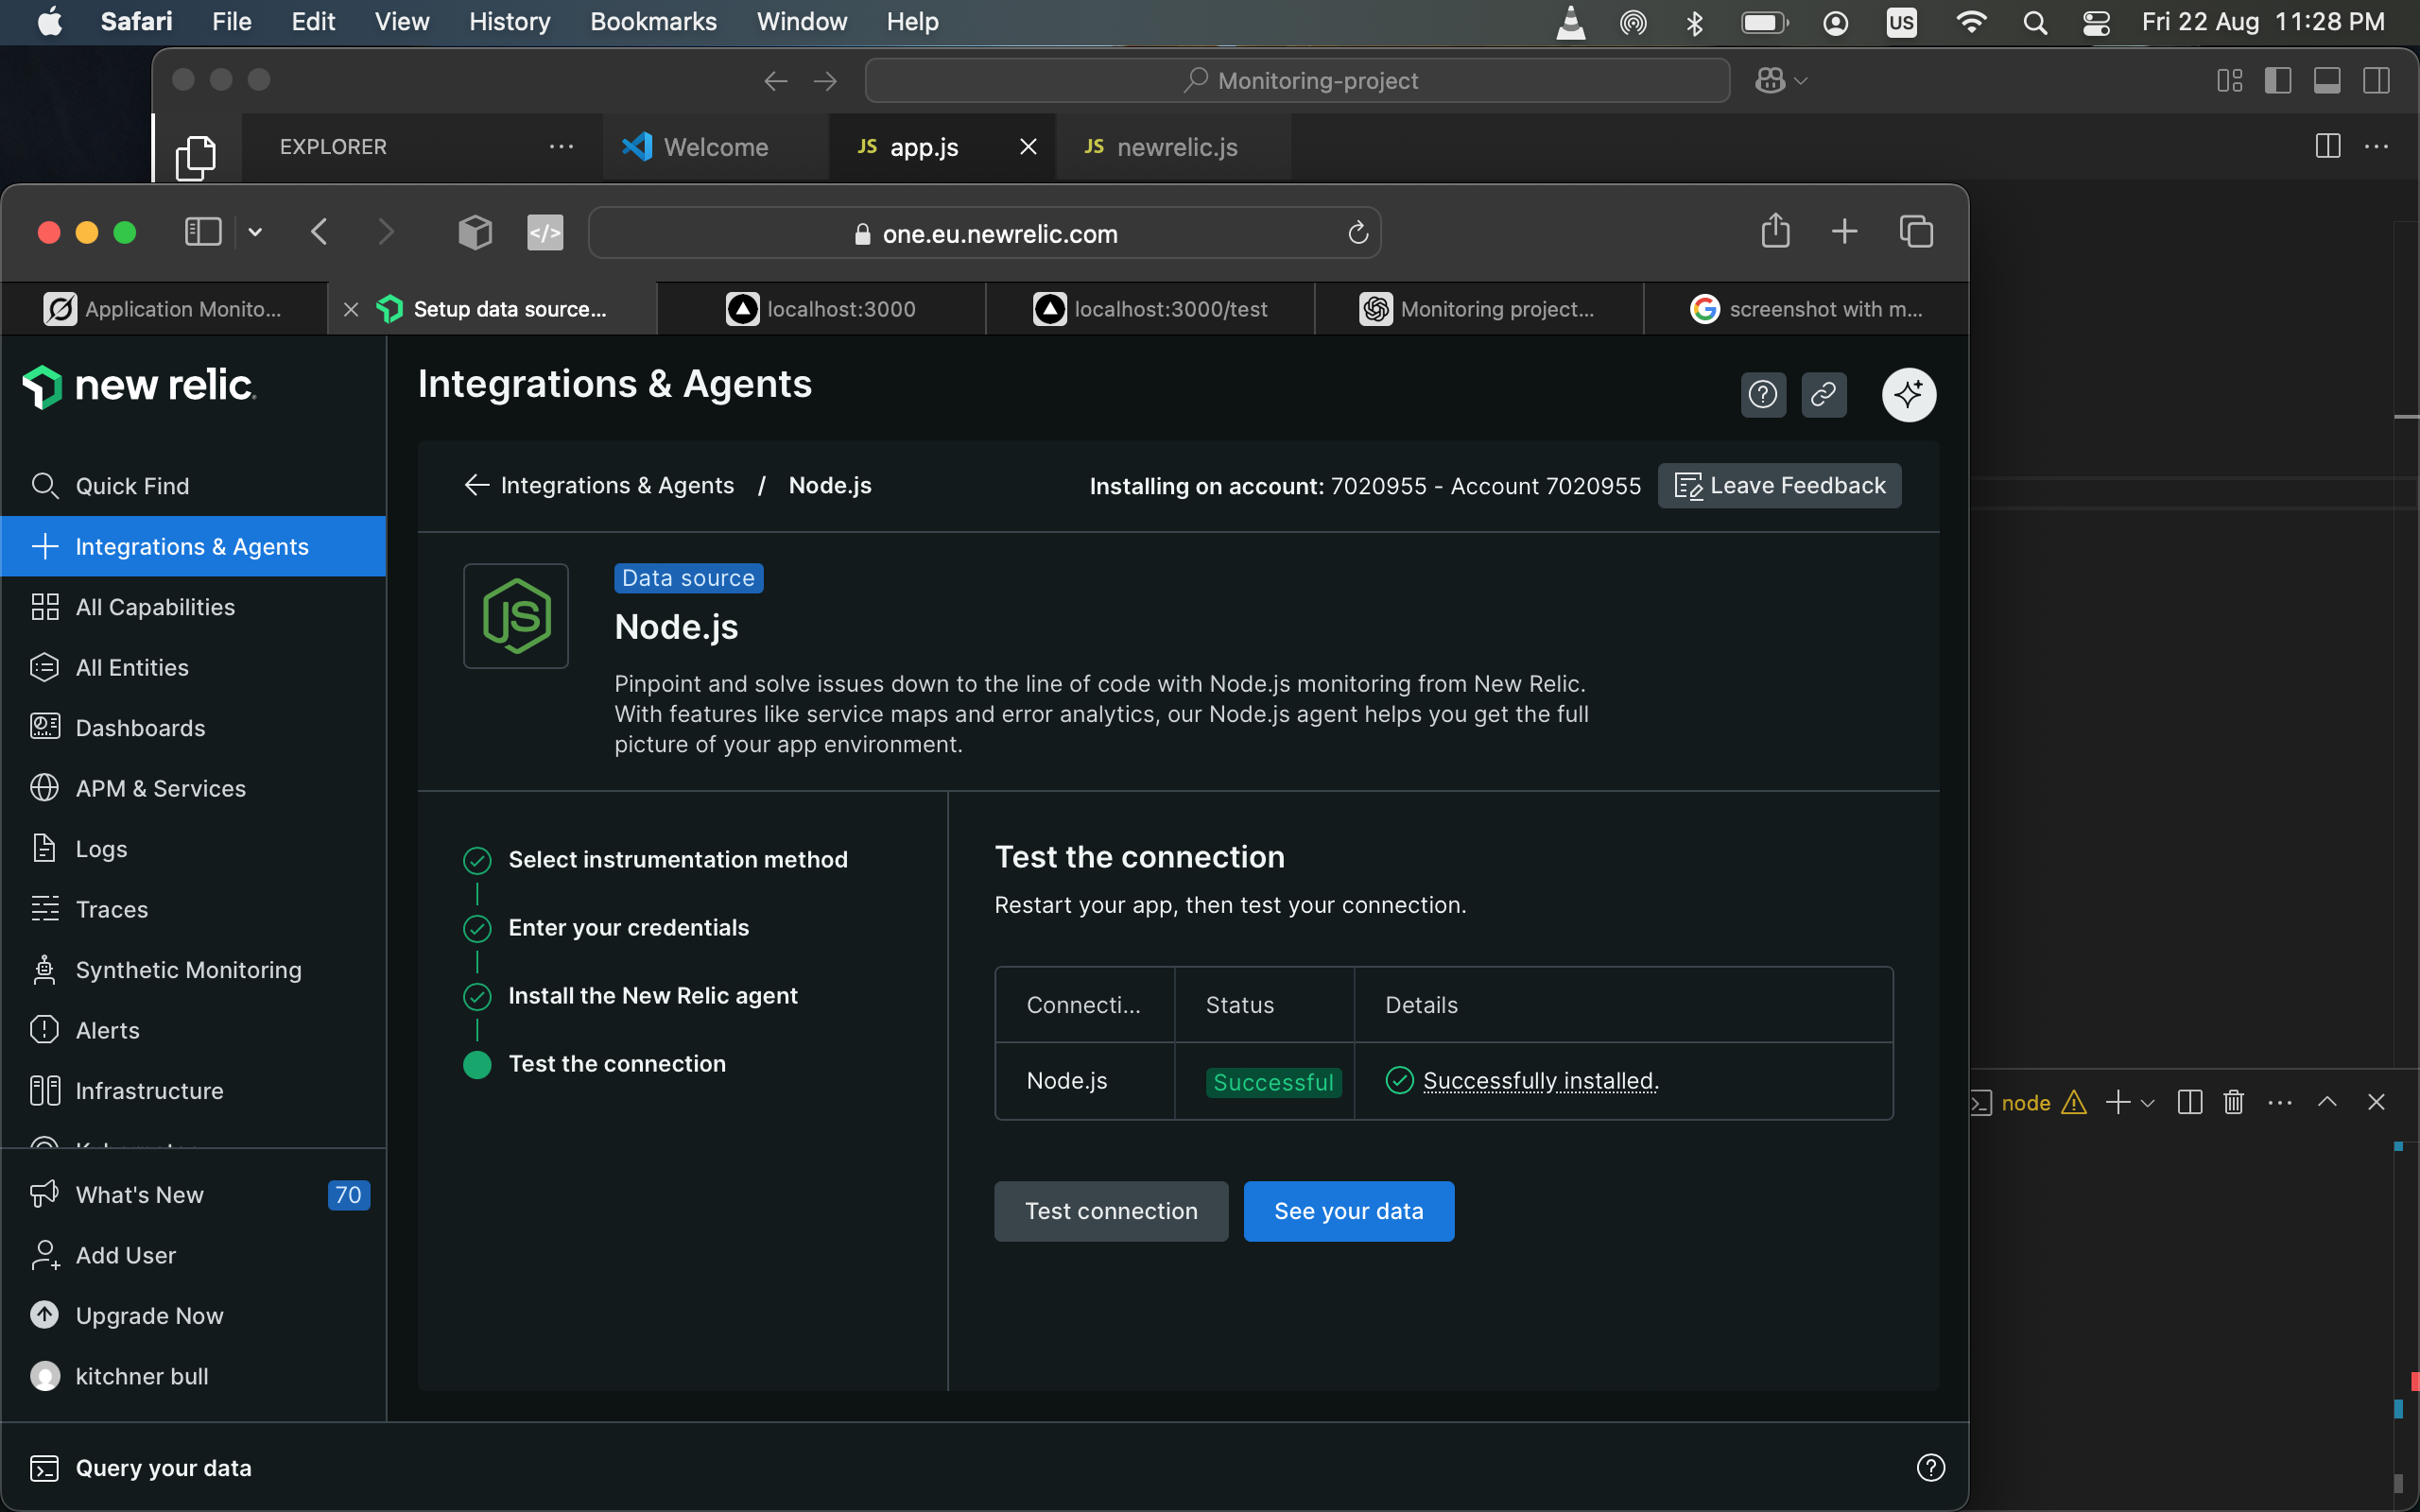 Safari File Edit View History Bookmarks Window Help US Fri 22 Aug 11:28 PM
Monitoring-project
EXPLORER
Welcome
JS app.js
JS newrelic.js
</>
one.eu.newrelic.com
Application Monito...
Setup data source...
localhost:3000
localhost:3000/test
Monitoring project...
screenshot with m...
new relic
Quick Find
Integrations & Agents
All Capabilities
All Entities
Dashboards
APM & Services
Logs
Traces
Synthetic Monitoring
Alerts
Infrastructure
What's New 70
Add User
Upgrade Now
kitchner bull
Query your data
Integrations & Agents
Integrations & Agents / Node.js
Installing on account: 7020955 - Account 7020955
Leave Feedback
JS
Data source
Node.js
Pinpoint and solve issues down to the line of code with Node.js monitoring from New Relic.
With features like service maps and error analytics, our Node.js agent helps you get the full
picture of your app environment.
Select instrumentation method
Enter your credentials
Install the New Relic agent
Test the connection
Test the connection
Restart your app, then test your connection.
Connecti... Status Details
Node.js Successful Successfully installed.
Test connection
See your data
node